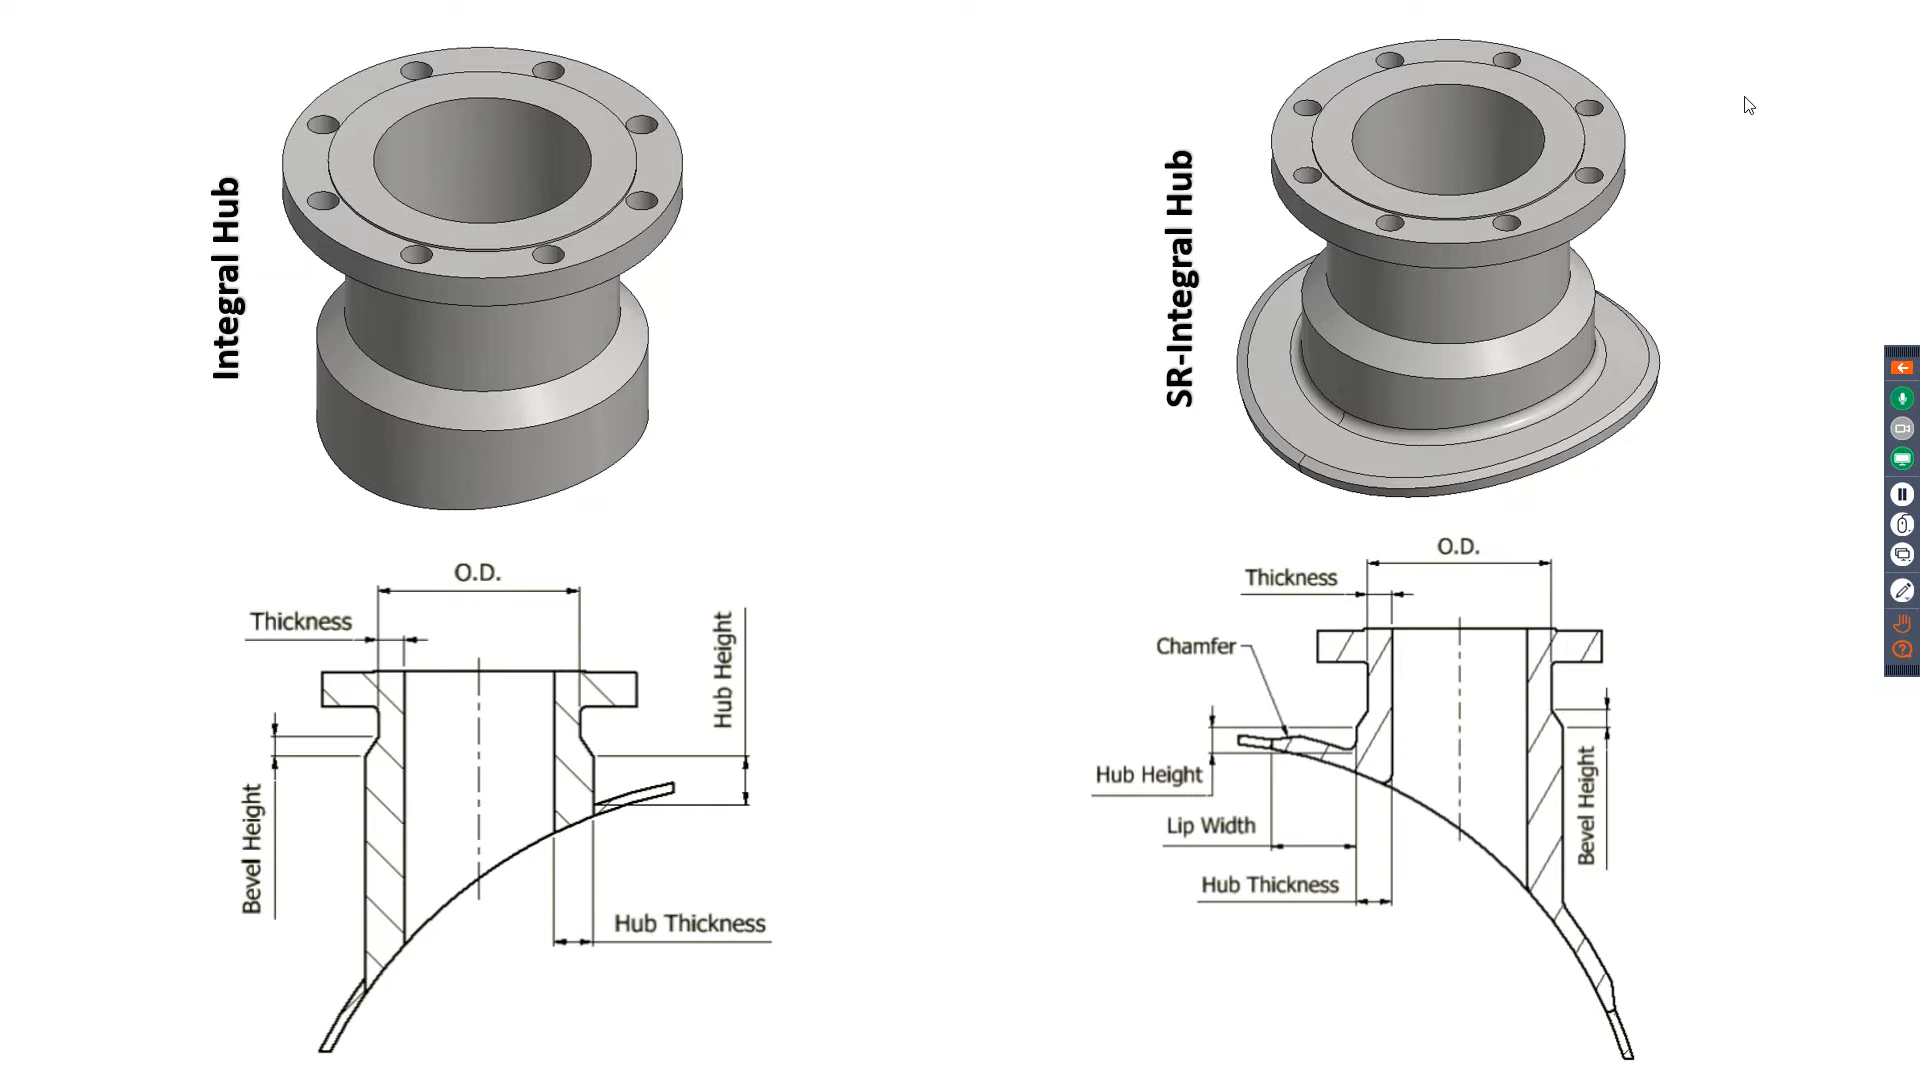 Integral Hub
O.D.
Thickness
Hub Height
Bevel Height
Hub Thickness
SR-Integral Hub
O.D.
Thickness
Chamfer
Hub Height
Lip Width
Hub Thickness
Bevel Height